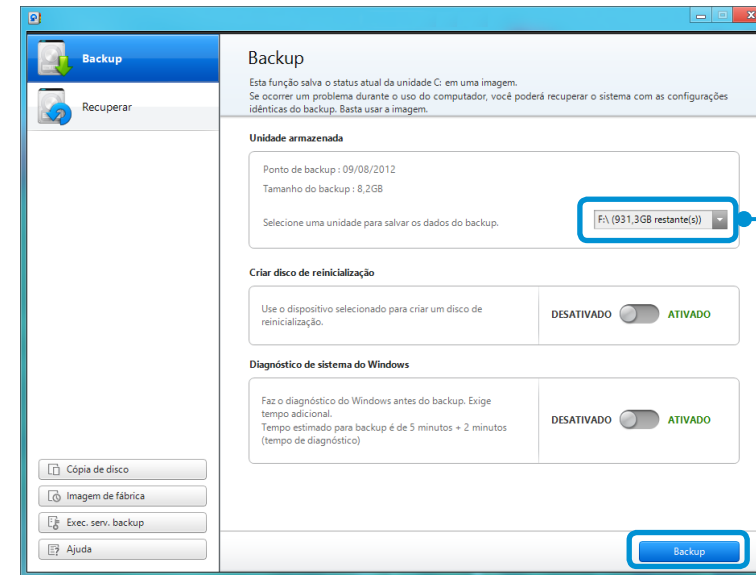 Backup
Recuperar
Cópia de disco
Imagem de fábrica
Exec. serv. backup
Ajuda
Backup
Esta função salva o status atual da unidade C: em uma imagem.
Se ocorrer um problema durante o uso do computador, você poderá recuperar o sistema com as configurações
idênticas do backup. Basta usar a imagem.
Unidade armazenada
Ponto de backup : 09/08/2012
Tamanho do backup : 8,2GB
Selecione uma unidade para salvar os dados do backup.
F:\ (931,3GB restante(s))
Criar disco de reinicialização
Use o dispositivo selecionado para criar um disco de
reinicialização.
DESATIVADO ATIVADO
Diagnóstico de sistema do Windows
Faz o diagnóstico do Windows antes do backup. Exige
tempo adicional.
Tempo estimado para backup é de 5 minutos + 2 minutos
(tempo de diagnóstico)
DESATIVADO ATIVADO
Backup